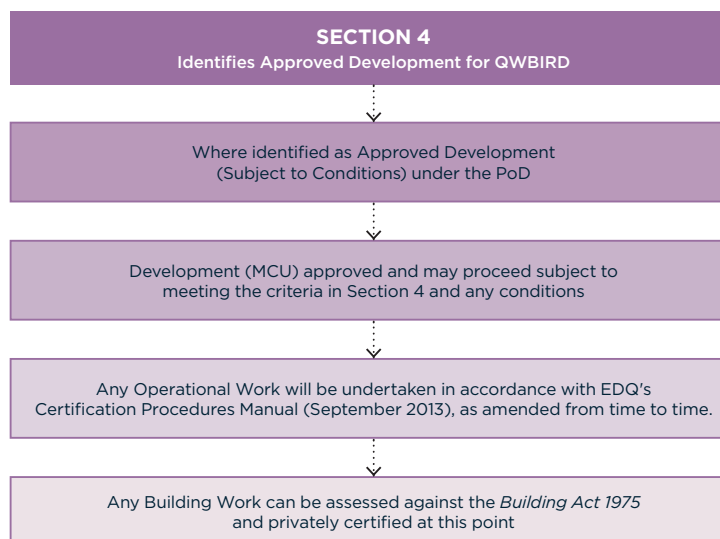 SECTION 4
Identifies Approved Development for QWBIRD
Where identified as Approved Development
(Subject to Conditions) under the PoD
Development (MCU) approved and may proceed subject to
meeting the criteria in Section 4 and any conditions
Any Operational Work will be undertaken in accordance with EDQ's
Certification Procedures Manual (September 2013), as amended from time to time.
Any Building Work can be assessed against the Building Act 1975
and privately certified at this point